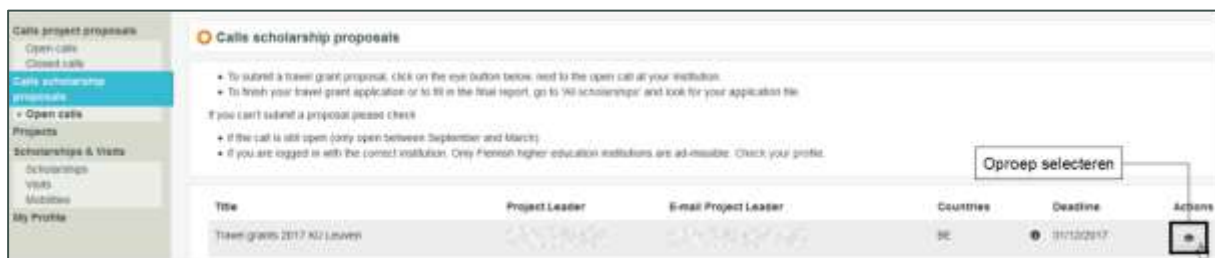 Calls project proposals
Open calls
Closed calls
Calls scholarship
proposals
Open calls
Projects
Scholarships & Visits
Scholarships
Visits
Mobilities
My Profile
Calls scholarship proposals
• To submit a travel grant proposal, click on the eye button below, next to the open call at your institution.
• To finish your travel grant application or to fill in the final report, go to 'All scholarships' and look for your application file.
If you can't submit a proposal please check
• If the call is still open (only open between September and March)
• If you are logged in with the correct institution. Only Flemish higher education institutions are ad-missable. Check your profile.
Oproep selecteren
Title Project Leader E-mail Project Leader Countries Deadline Actions
Travel grants 2017 KU Leuven BE 01/12/2017